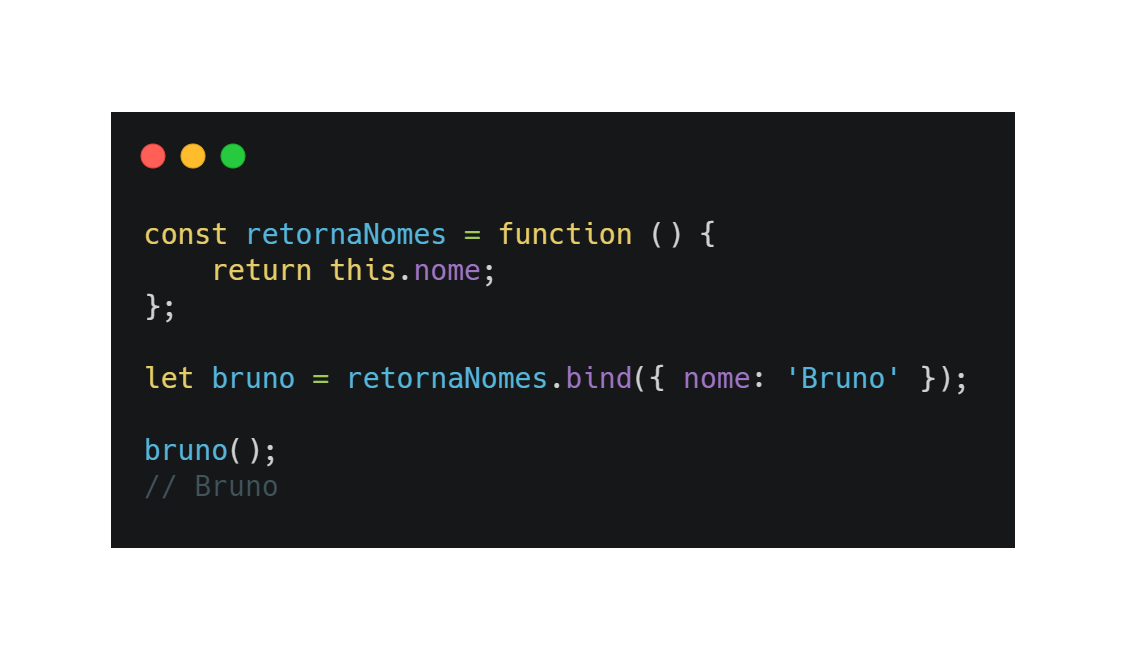 const retornaNomes = function () {
    return this.nome;
};

let bruno = retornaNomes.bind({ nome: 'Bruno' });

bruno();
// Bruno